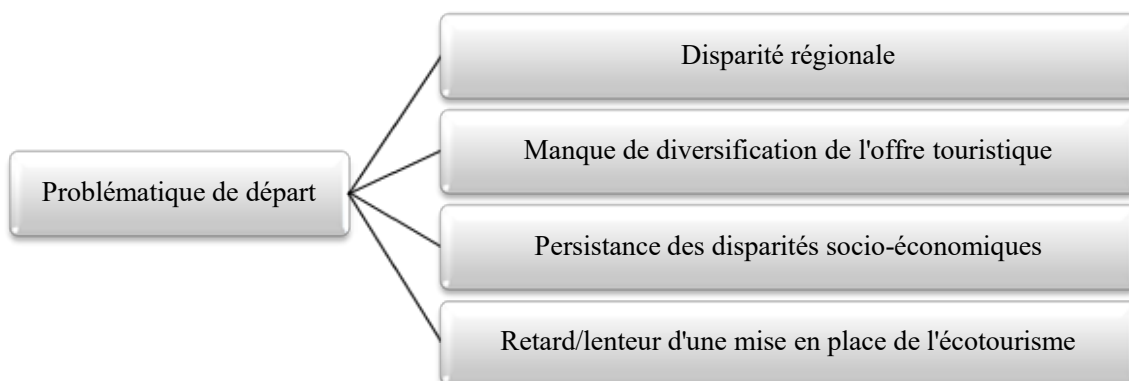 Disparité régionale
Manque de diversification de l'offre touristique
Problématique de départ
Persistance des disparités socio-économiques
Retard/lenteur d'une mise en place de l'écotourisme